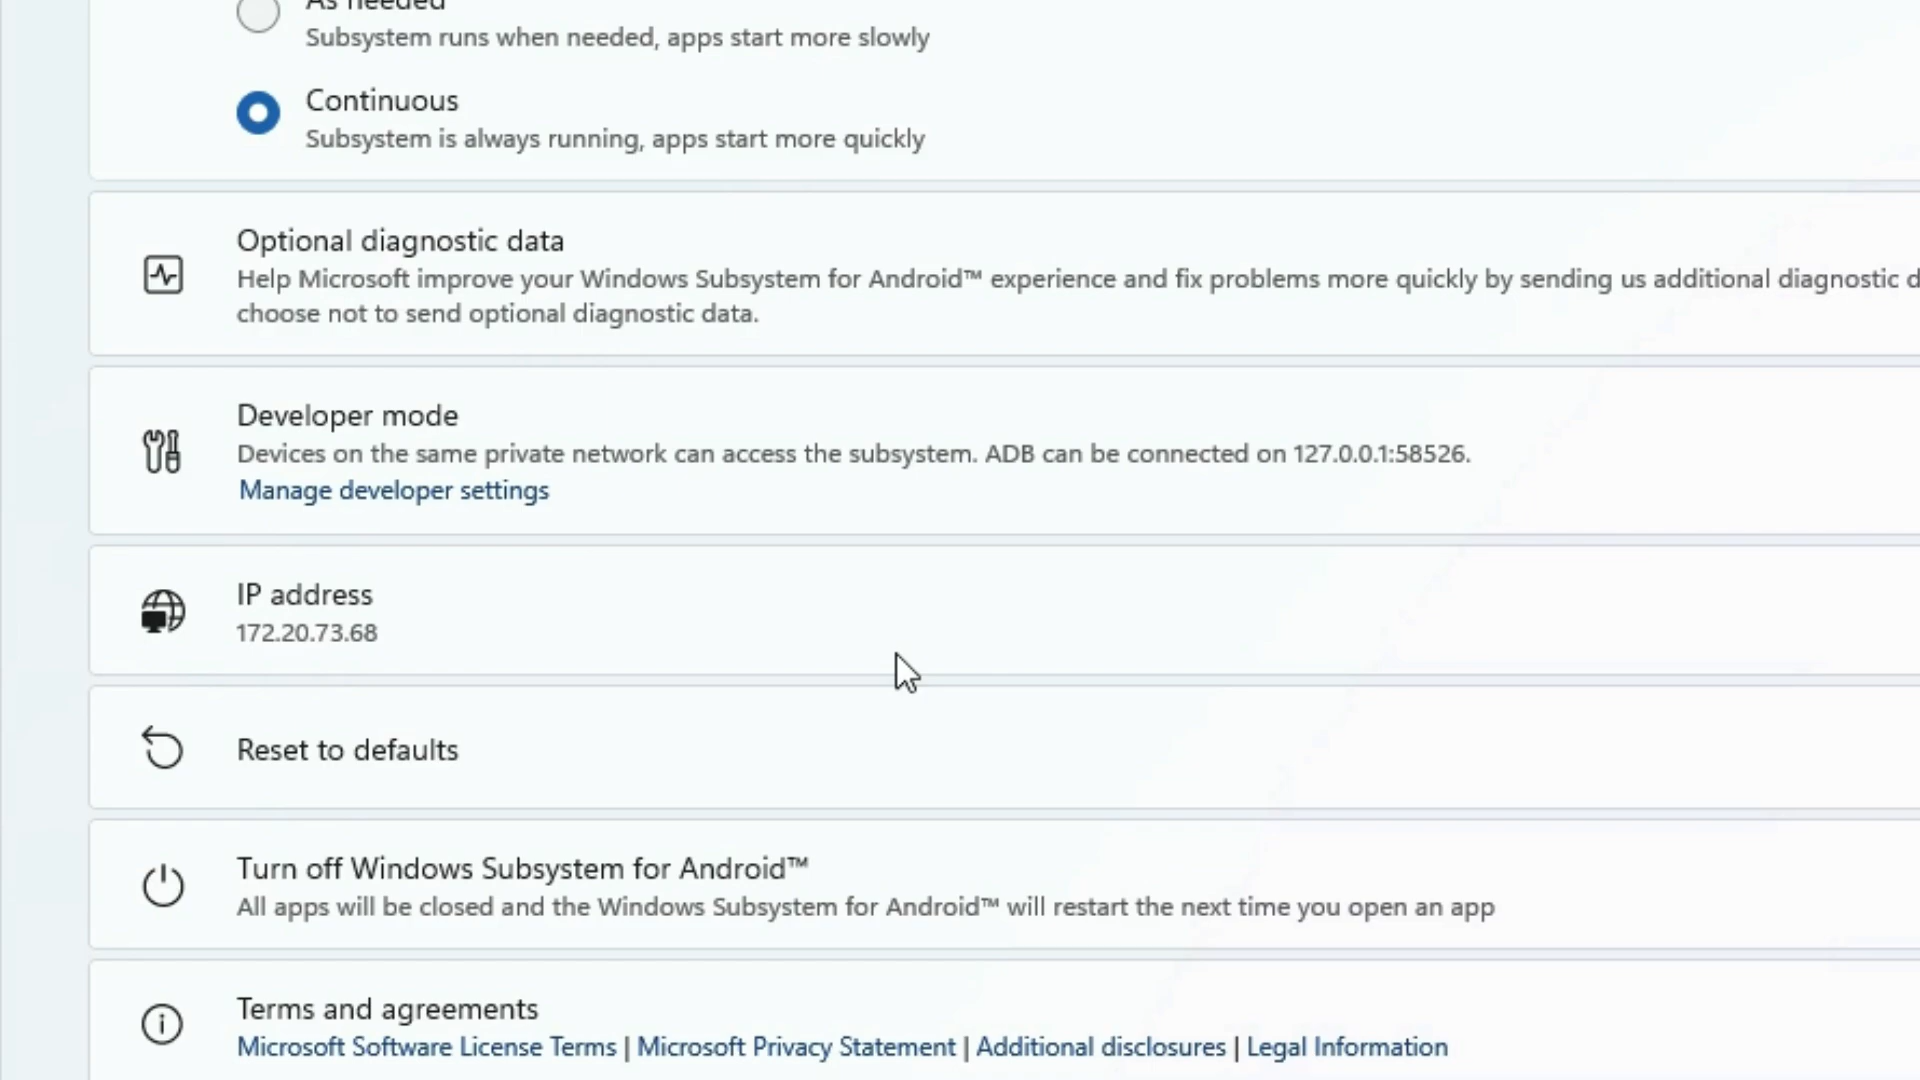 As needed
Subsystem runs when needed, apps start more slowly
Continuous
Subsystem is always running, apps start more quickly
Optional diagnostic data
Help Microsoft improve your Windows Subsystem for Android™ experience and fix problems more quickly by sending us additional diagnostic
choose not to send optional diagnostic data.
Developer mode
Devices on the same private network can access the subsystem. ADB can be connected on 127.0.0.1:58526.
Manage developer settings
IP address
172.20.73.68
Reset to defaults
Turn off Windows Subsystem for Android™
All apps will be closed and the Windows Subsystem for Android™ will restart the next time you open an app
Terms and agreements
Microsoft Software License Terms | Microsoft Privacy Statement | Additional disclosures | Legal Information